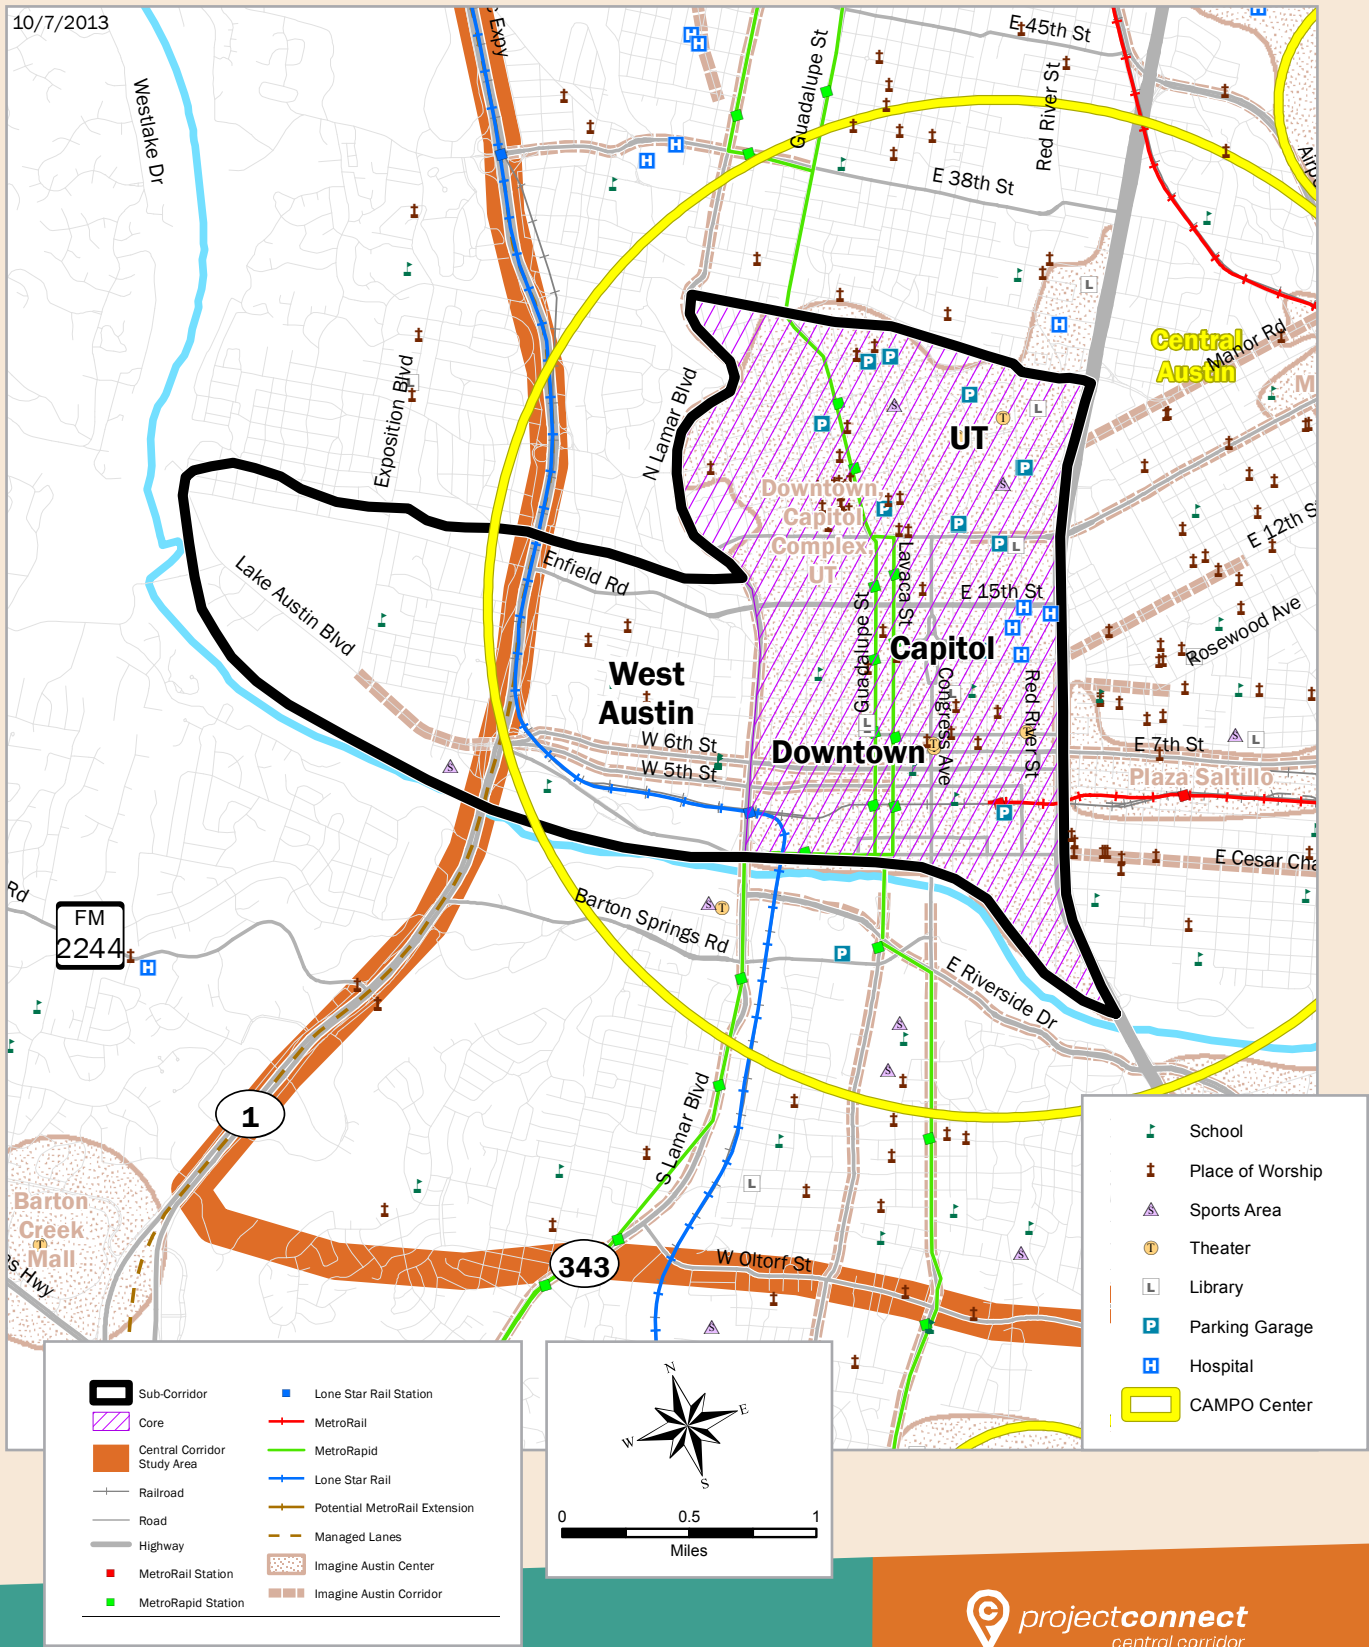 10/7/2013
Expy
E 45th St
Guadalupe St
Red River St
Westlake Dr
E 38th St
Central
Austin
Manor Rd
Exposition Blvd
N Lamar Blvd
UT
Downtown,
Capitol
Complex,
UT
E 12th S
Enfield Rd
Lavaca St
E 15th St
Lake Austin Blvd
Guadalupe St
Capitol
Rosewood Ave
West
Austin
Congress Ave
Red River St
W 6th St
W 5th St
Downtown
E 7th St
Plaza Saltillo
E Cesar Cha
Rd
FM
2244
Barton Springs Rd
E Riverside Dr
1
S Lamar Blvd
Barton
Creek
Mall
s Hwy
343
W Oltorf St
School
Place of Worship
Sports Area
Theater
Library
Parking Garage
Hospital
CAMPO Center
Sub-Corridor
Core
Central Corridor
Study Area
Railroad
Road
Highway
MetroRail Station
MetroRapid Station
Lone Star Rail Station
MetroRail
MetroRapid
Lone Star Rail
Potential MetroRail Extension
Managed Lanes
Imagine Austin Center
Imagine Austin Corridor
N
E
W
S
0 0.5 1
Miles
projectconnect
central corridor